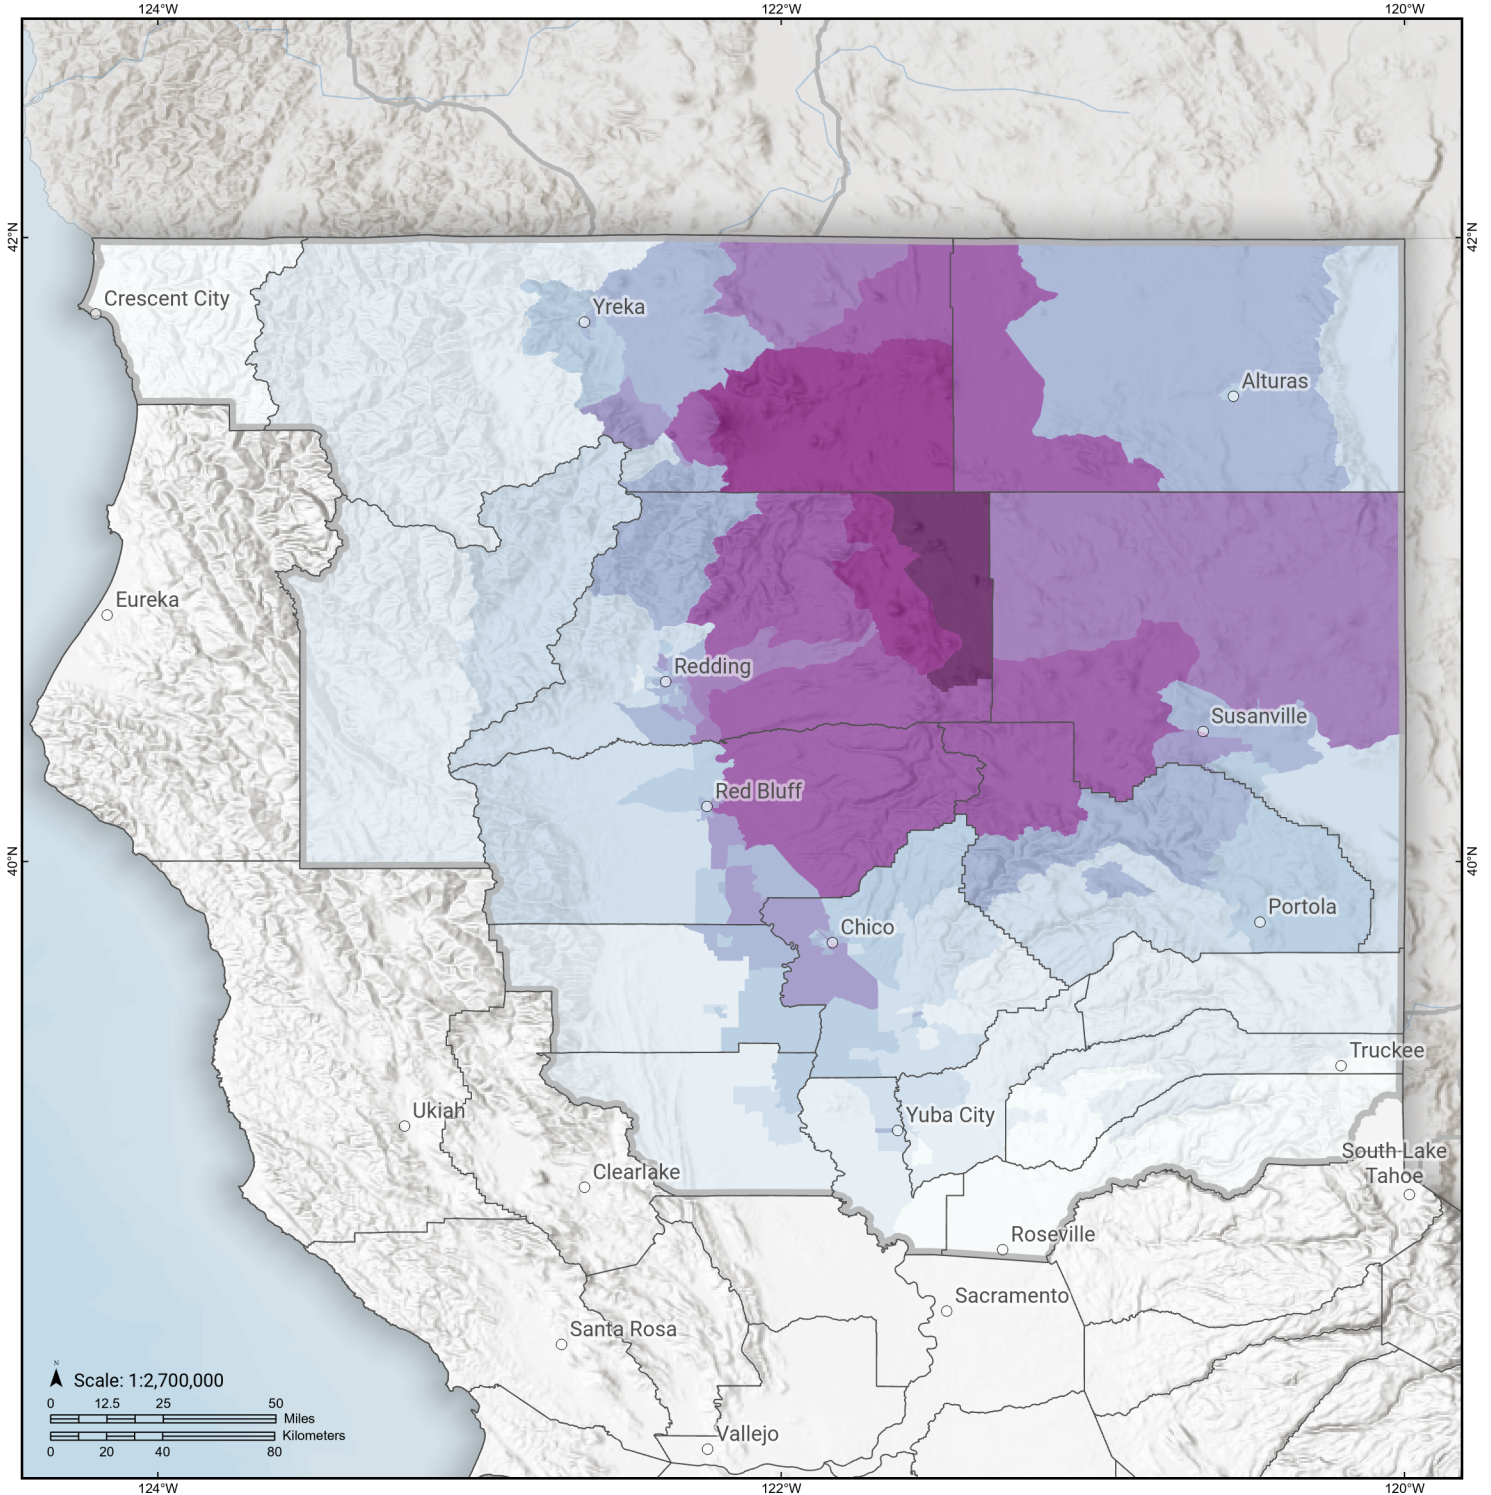 124°W
122°W
120°W
42°N
42°N
Crescent City
Yreka
Alturas
Eureka
Redding
Susanville
Red Bluff
40°N
40°N
Portola
Chico
Truckee
Ukiah
Yuba City
South Lake
Tahoe
Clearlake
Roseville
Sacramento
Santa Rosa
N
Scale: 1:2,700,000
0 12.5 25 50
Miles
Kilometers
0 20 40 80
Vallejo
124°W
122°W
120°W